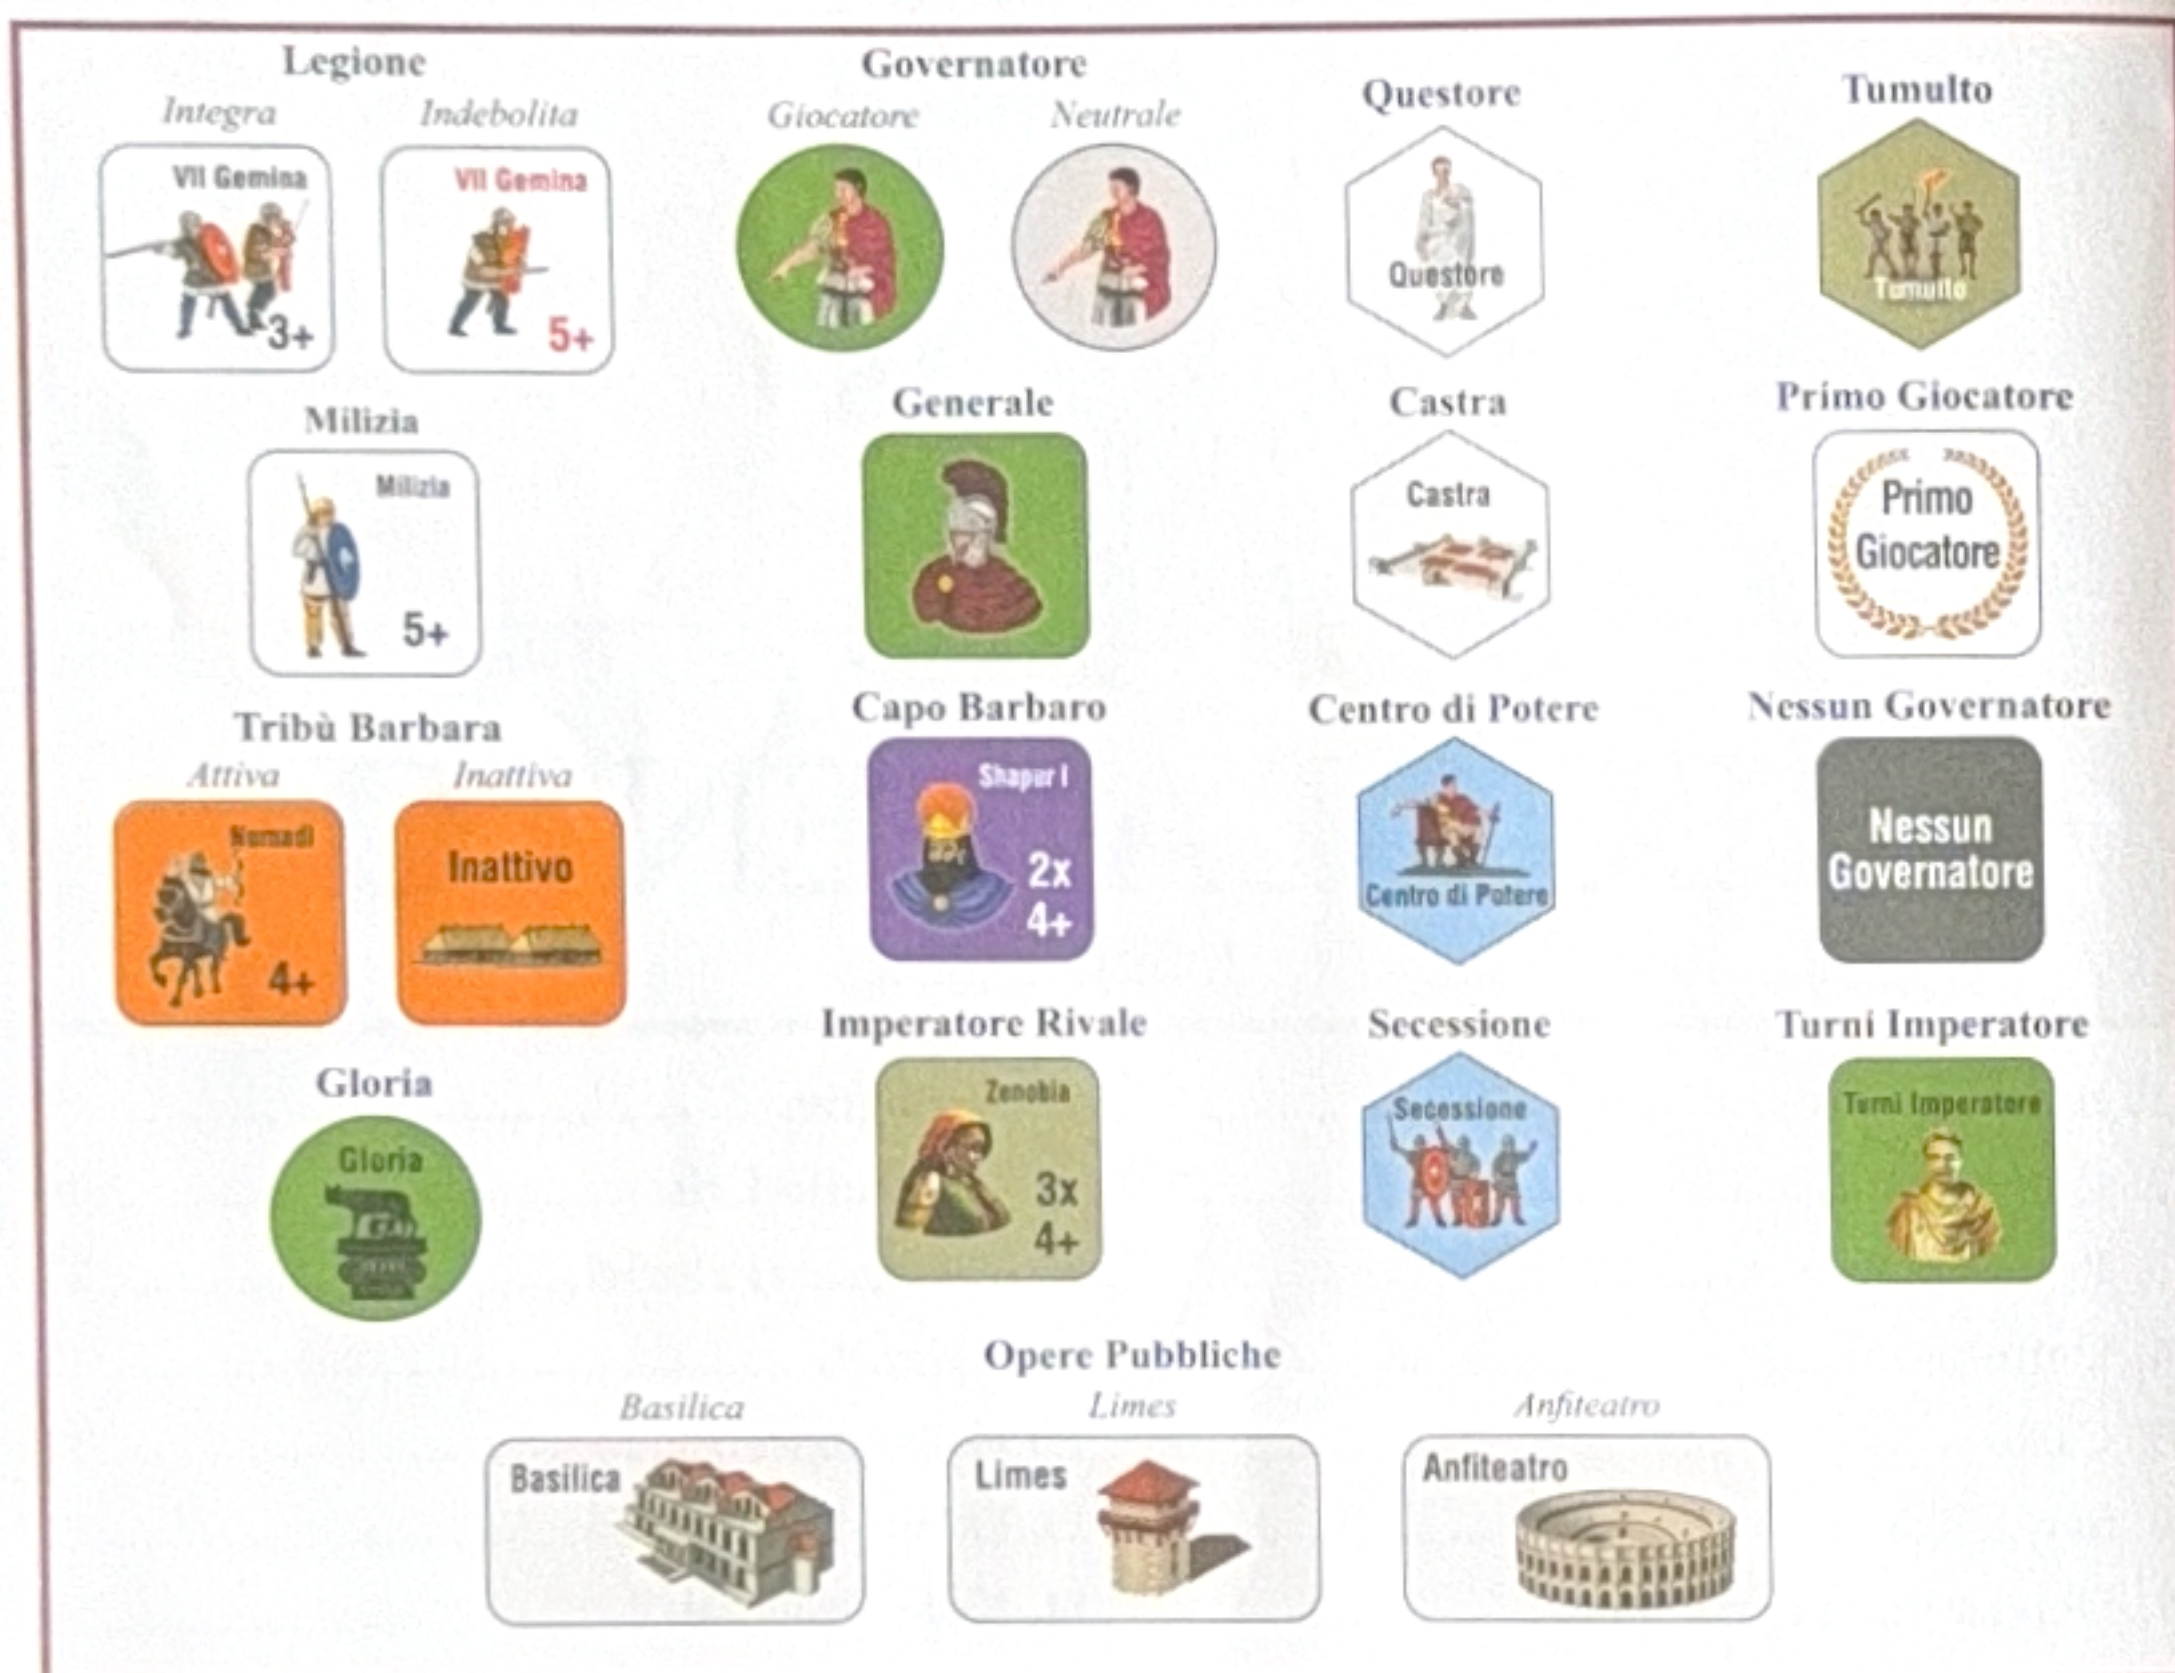 Legione
Integra
Indebolita
VII Gemina
3+
VII Gemina
5+
Governatore
Giocatore
Neutrale
Questore
Questore
Tumulto
Tumulto
Milizia
Milizia
5+
Generale
Castra
Castra
Primo Giocatore
Primo
Giocatore
Tribù Barbara
Attiva
Inattiva
Nomadi
4+
Inattivo
Capo Barbaro
Shapur I
2x
4+
Centro di Potere
Centro di Potere
Nessun Governatore
Nessun
Governatore
Gloria
Gloria
Imperatore Rivale
Zenobia
3x
4+
Secessione
Secessione
Turni Imperatore
Turni Imperatore
Opere Pubbliche
Basilica
Limes
Anfiteatro
Basilica
Limes
Anfiteatro